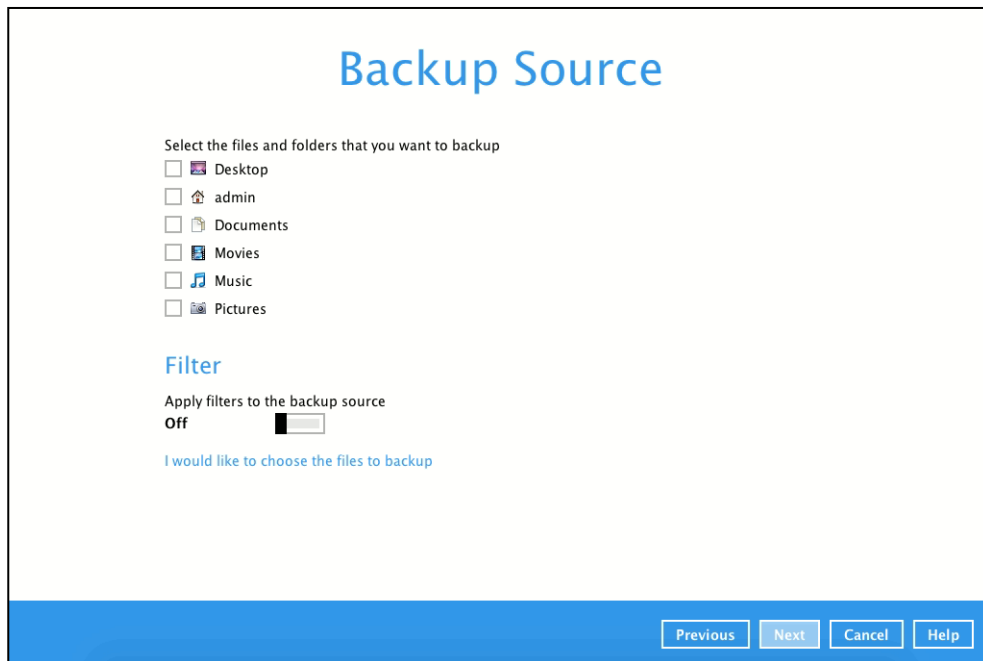 Backup Source
Select the files and folders that you want to backup
Desktop
admin
Documents
Movies
Music
Pictures
Filter
Apply filters to the backup source
Off
I would like to choose the files to backup
Previous Next Cancel Help